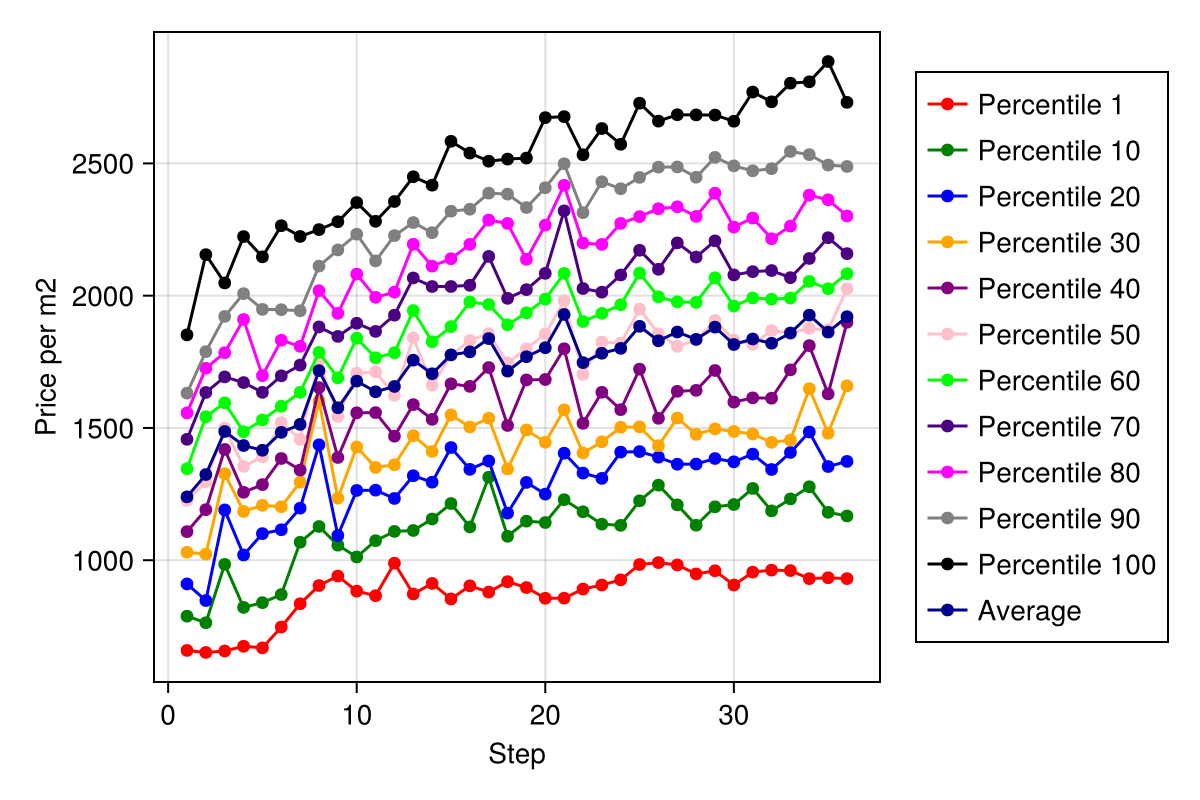 2500
2000
1500
1000
Price per m2
0 10 20 30
Step
Percentile 1
Percentile 10
Percentile 20
Percentile 30
Percentile 40
Percentile 50
Percentile 60
Percentile 70
Percentile 80
Percentile 90
Percentile 100
Average